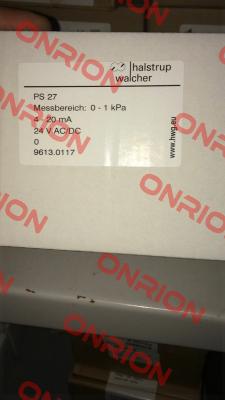 halstrup
walcher
PS 27
Messbereich: 0 - 1 kPa
4 - 20 mA
24 V AC/DC
0
9613.0117
www.hwg.eu
ONRION
ONRION
ONRION
ONRION
ONRION
ONRION
ONRION